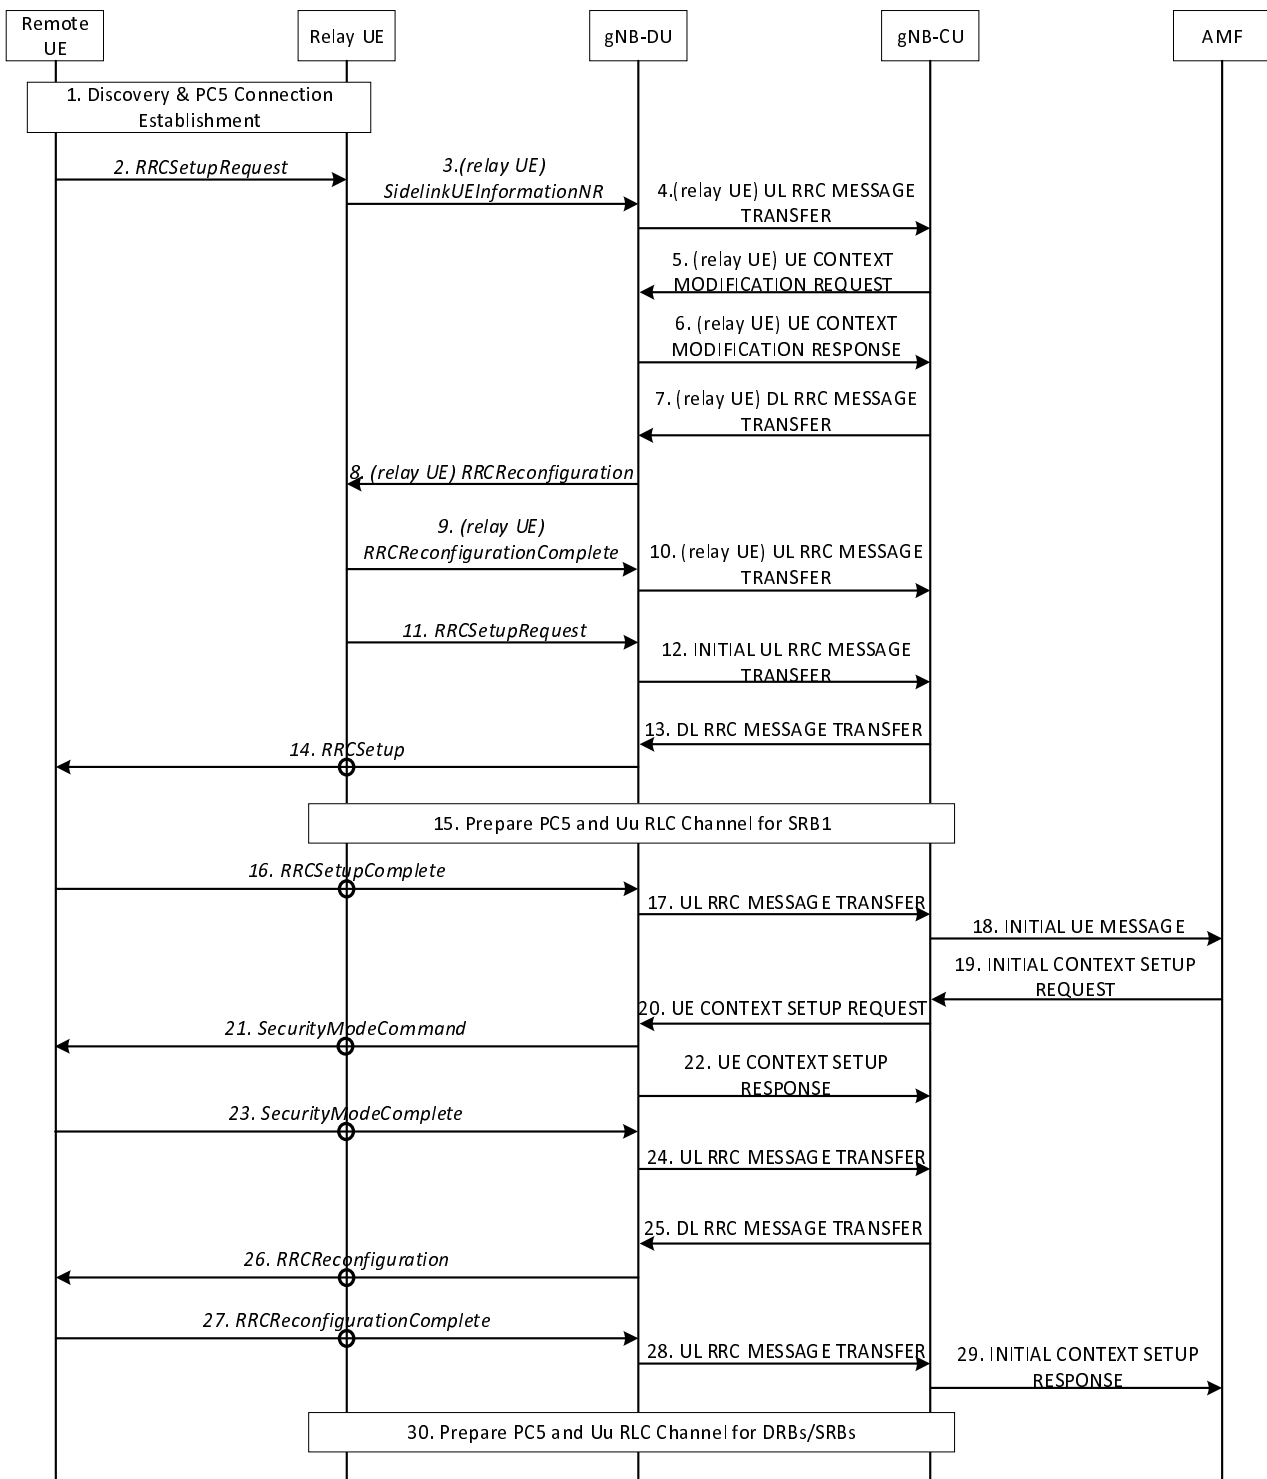 Remote
UE
Relay UE
gNB-DU
gNB-CU
AMF
1. Discovery & PC5 Connection
Establishment
2. RRCSetupRequest
3.(relay UE)
SidelinkUEInformationNR
4.(relay UE) UL RRC MESSAGE
TRANSFER
5. (relay UE) UE CONTEXT
MODIFICATION REQUEST
6. (relay UE) UE CONTEXT
MODIFICATION RESPONSE
7. (relay UE) DL RRC MESSAGE
TRANSFER
8. (relay UE) RRCReconfiguration
9. (relay UE)
RRCReconfigurationComplete
10. (relay UE) UL RRC MESSAGE
TRANSFER
11. RRCSetupRequest
12. INITIAL UL RRC MESSAGE
TRANSFER
13. DL RRC MESSAGE TRANSFER
14. RRCSetup
15. Prepare PC5 and Uu RLC Channel for SRB1
16. RRCSetupComplete
17. UL RRC MESSAGE TRANSFER
18. INITIAL UE MESSAGE
19. INITIAL CONTEXT SETUP
REQUEST
20. UE CONTEXT SETUP REQUEST
21. SecurityModeCommand
22. UE CONTEXT SETUP
RESPONSE
23. SecurityModeComplete
24. UL RRC MESSAGE TRANSFER
25. DL RRC MESSAGE TRANSFER
26. RRCReconfiguration
27. RRCReconfigurationComplete
28. UL RRC MESSAGE TRANSFER
29. INITIAL CONTEXT SETUP
RESPONSE
30. Prepare PC5 and Uu RLC Channel for DRBs/SRBs